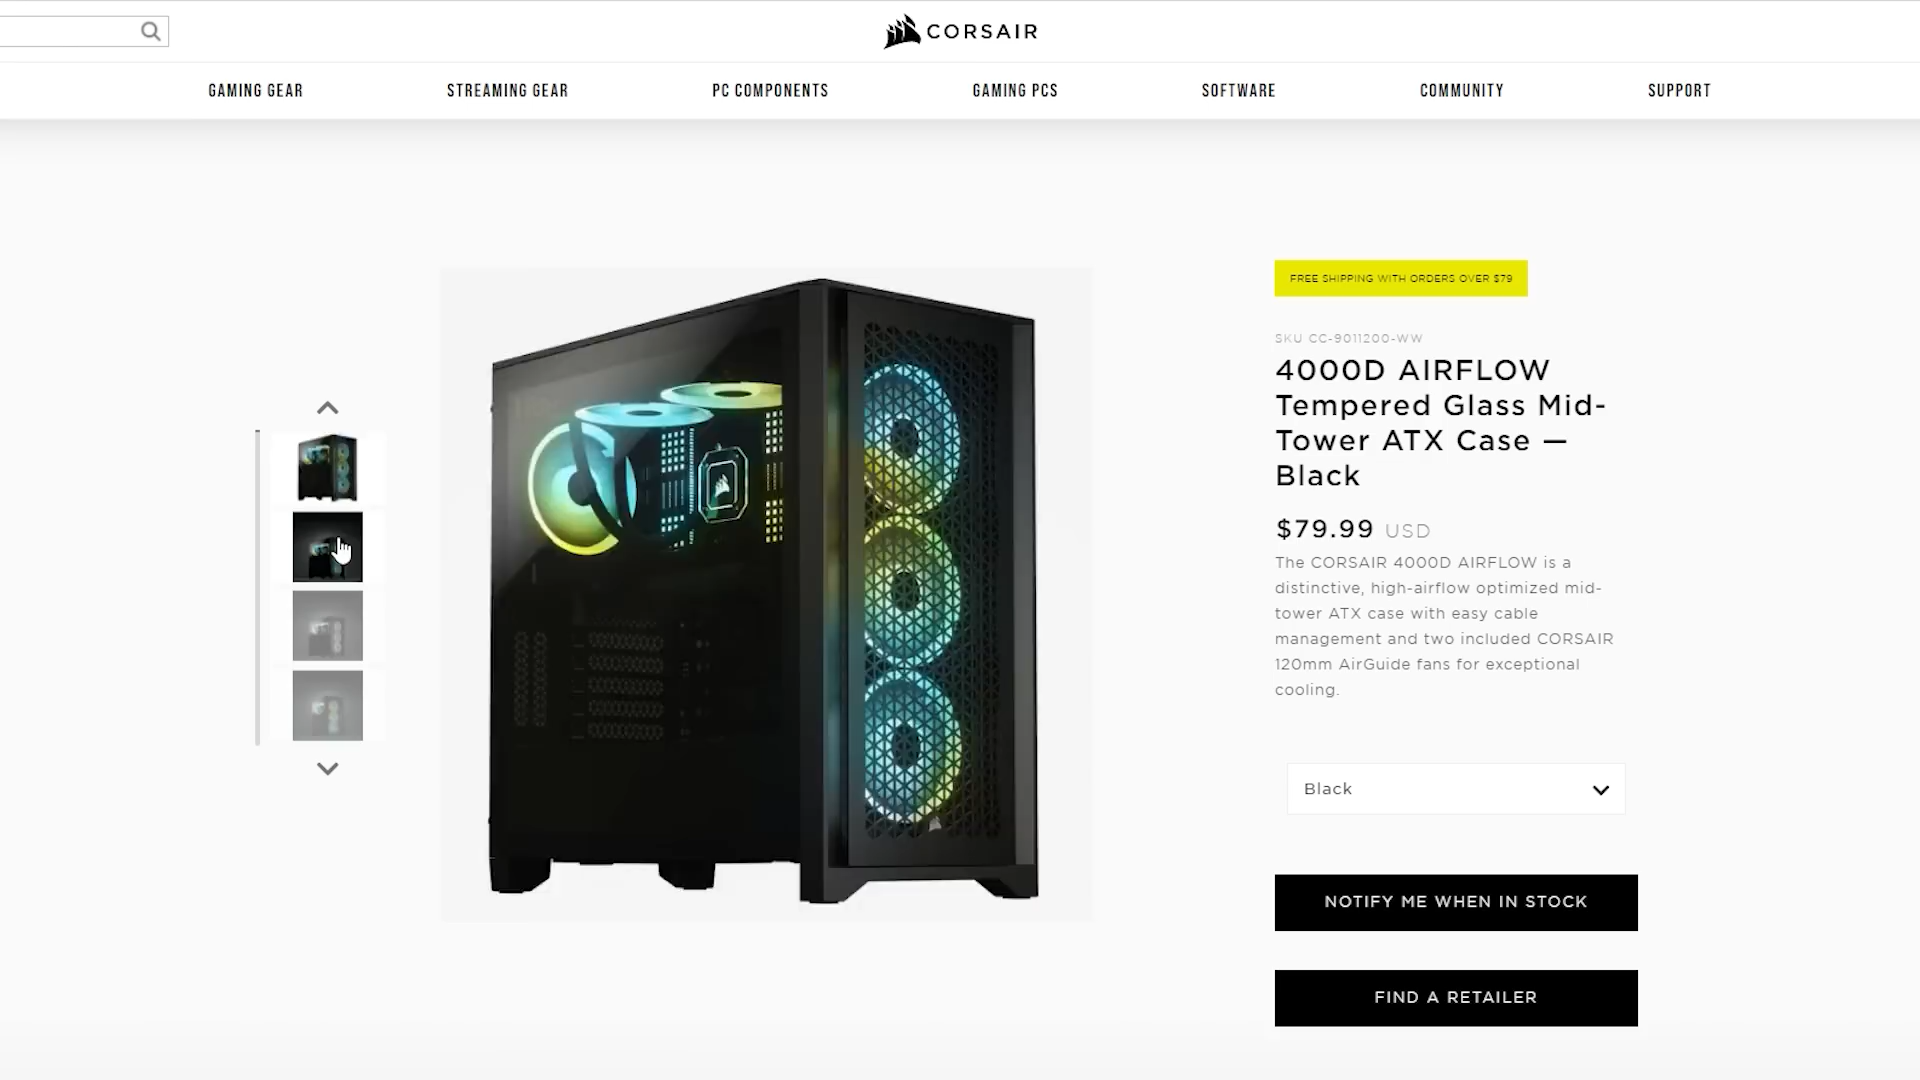 CORSAIR
GAMING GEAR
STREAMING GEAR
PC COMPONENTS
GAMING PCS
SOFTWARE
COMMUNITY
SUPPORT
FREE SHIPPING WITH ORDERS OVER $79
SKU CC-9011200-WW
4000D AIRFLOW
Tempered Glass Mid-
Tower ATX Case —
Black
$79.99 USD
The CORSAIR 4000D AIRFLOW is a
distinctive, high-airflow optimized mid-
tower ATX case with easy cable
management and two included CORSAIR
120mm AirGuide fans for exceptional
cooling.
Black
NOTIFY ME WHEN IN STOCK
FIND A RETAILER